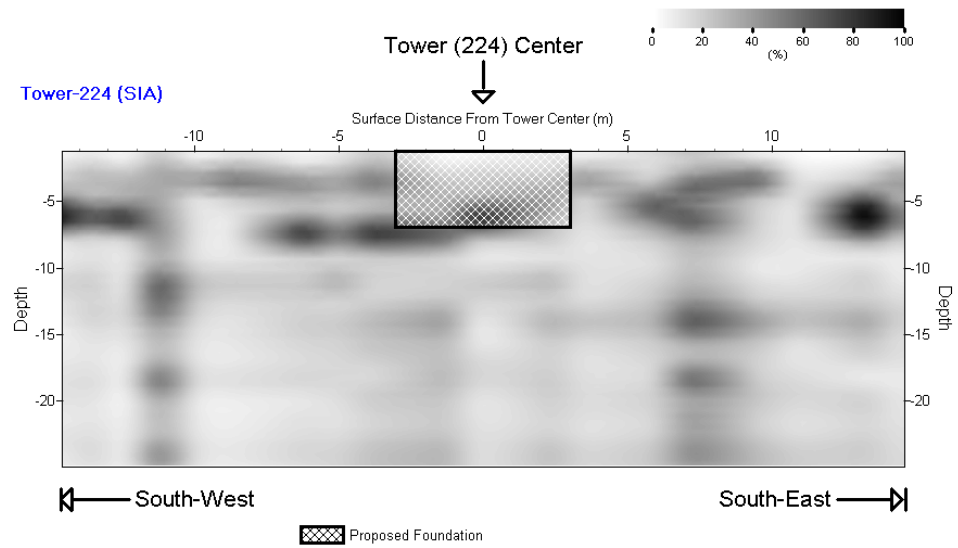 0 20 40 60 80 100
(%)
Tower (224) Center
Tower-224 (SIA)
Surface Distance From Tower Center (m)
-10 -5 0 5 10
-5 -5
-10 -10
Depth Depth
-15 -15
-20 -20
South-West South-East
Proposed Foundation